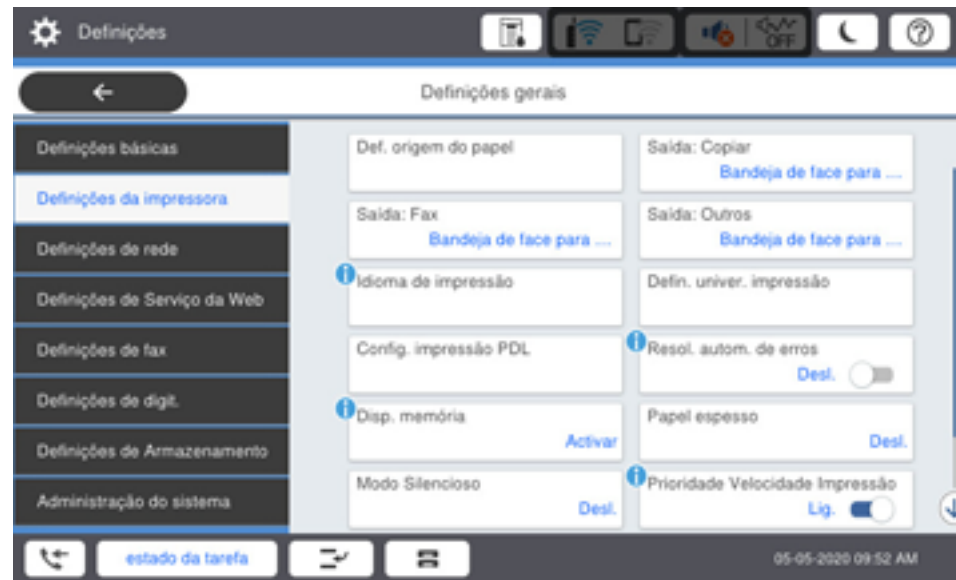 Definições
OFF
Definições gerais
Definições básicas
Definições da impressora
Definições de rede
Definições de Serviço da Web
Definições de fax
Definições de digit.
Definições de Armazenamento
Administração do sistema
Def. origem do papel
Saída: Copiar
Bandeja de face para ....
Saída: Fax
Bandeja de face para ....
Saída: Outros
Bandeja de face para ....
Idioma de impressão
Defin. univer. impressão
Config. impressão PDL
Resol. autom. de erros
Desl.
Disp. memória
Activar
Papel espesso
Desl.
Modo Silencioso
Desl.
Prioridade Velocidade Impressão
Lig.
estado da tarefa
05-05-2020 09:52 AM